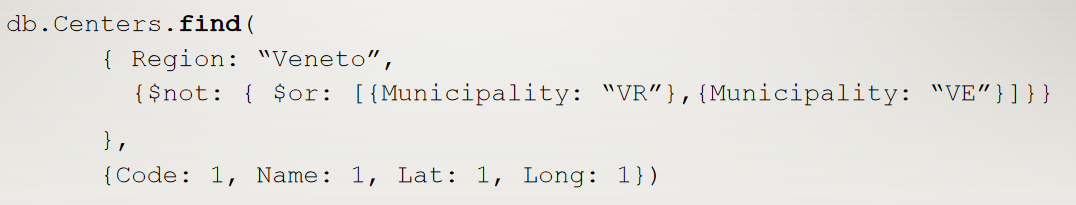 db.Centers.find(
{ Region: “Veneto”,
{$not: { $or: [{Municipality: “VR”},{Municipality: “VE”}]}}
},
{Code: 1, Name: 1, Lat: 1, Long: 1})